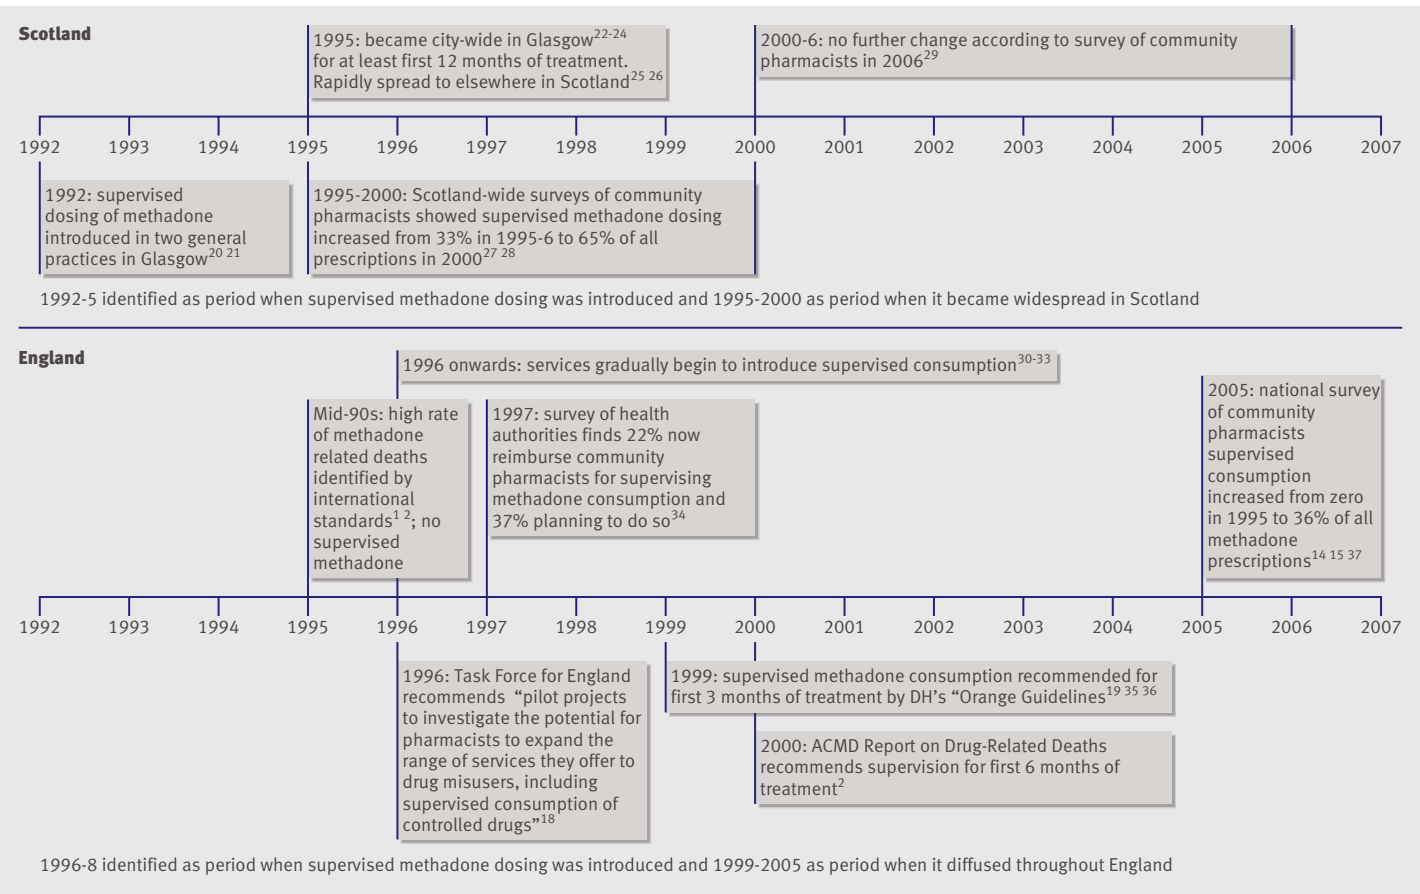 Scotland
1995: became city-wide in Glasgow22-24
for at least first 12 months of treatment.
Rapidly spread to elsewhere in Scotland25 26
2000-6: no further change according to survey of community
pharmacists in 200629
1992 1993 1994 1995 1996 1997 1998 1999 2000 2001 2002 2003 2004 2005 2006 2007
1992: supervised
dosing of methadone
introduced in two general
practices in Glasgow20 21
1995-2000: Scotland-wide surveys of community
pharmacists showed supervised methadone dosing
increased from 33% in 1995-6 to 65% of all
prescriptions in 200027 28
1992-5 identified as period when supervised methadone dosing was introduced and 1995-2000 as period when it became widespread in Scotland
England
1996 onwards: services gradually begin to introduce supervised consumption30-33
Mid-90s: high rate
of methadone
related deaths
identified by
international
standards1 2; no
supervised
methadone
1997: survey of health
authorities finds 22% now
reimburse community
pharmacists for supervising
methadone consumption and
37% planning to do so34
2005: national survey
of community
pharmacists
supervised
consumption
increased from zero
in 1995 to 36% of all
methadone
prescriptions14 15 37
1992 1993 1994 1995 1996 1997 1998 1999 2000 2001 2002 2003 2004 2005 2006 2007
1996: Task Force for England
recommends “pilot projects
to investigate the potential for
pharmacists to expand the
range of services they offer to
drug misusers, including
supervised consumption of
controlled drugs”18
1999: supervised methadone consumption recommended for
first 3 months of treatment by DH’s “Orange Guidelines19 35 36
2000: ACMD Report on Drug-Related Deaths
recommends supervision for first 6 months of
treatment2
1996-8 identified as period when supervised methadone dosing was introduced and 1999-2005 as period when it diffused throughout England